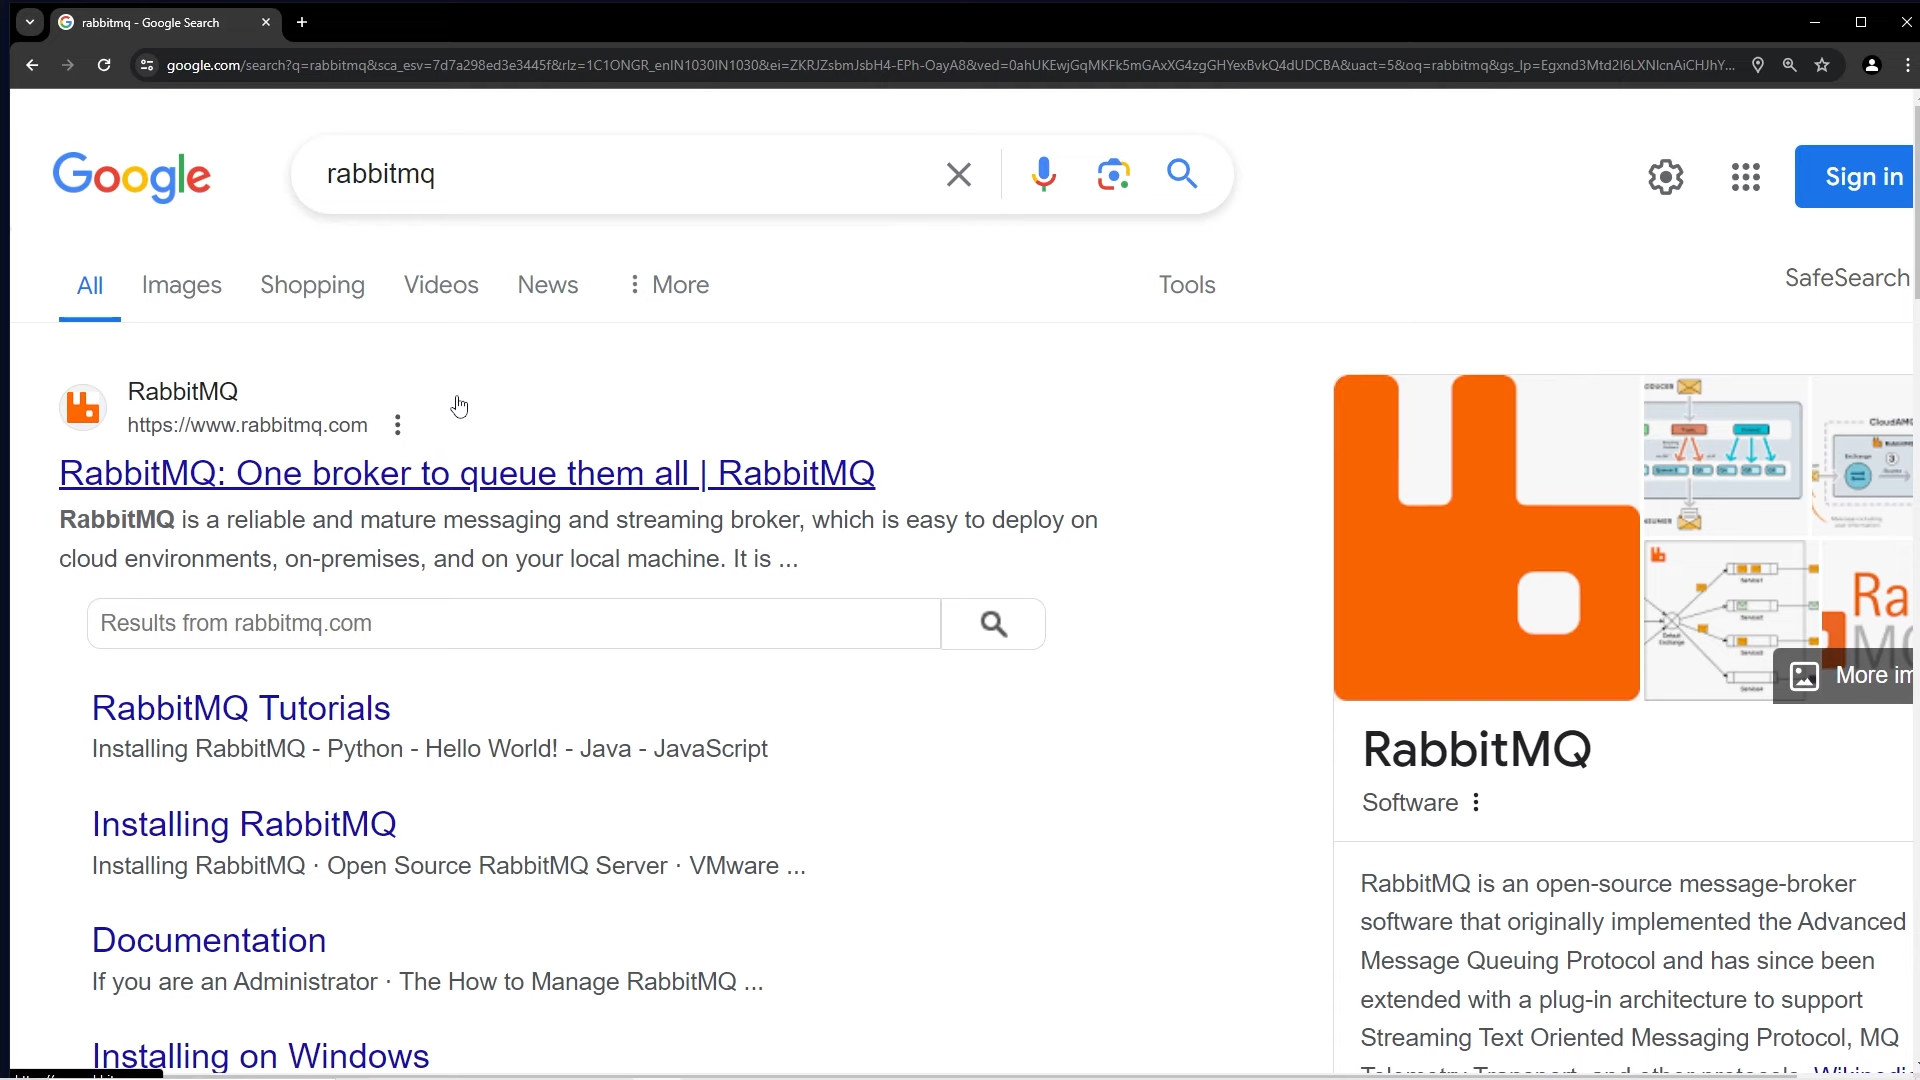 rabbitmq - Google Search
google.com/search?q=rabbitmq&sca_esv=7d7a298ed3e3445f&rlz=1C1ONGR_enIN1030IN1030&ei=ZKRJZsbmJsbH4-EPh-OayA8&ved=0ahUKEwjGqMKFk5mGAxXG4zgGHYexBvkQ4dUDCBA&uact=5&oq=rabbitmq&gs_lp=Egxnd3Mtd2l6LXNlcnAiCHJhY...
Google
rabbitmq
Sign in
All Images Shopping Videos News More Tools
SafeSearch
RabbitMQ
https://www.rabbitmq.com
RabbitMQ: One broker to queue them all | RabbitMQ
RabbitMQ is a reliable and mature messaging and streaming broker, which is easy to deploy on
cloud environments, on-premises, and on your local machine. It is ...
Results from rabbitmq.com
RabbitMQ Tutorials
Installing RabbitMQ - Python - Hello World! - Java - JavaScript
Installing RabbitMQ
Installing RabbitMQ · Open Source RabbitMQ Server · VMware ...
Documentation
If you are an Administrator · The How to Manage RabbitMQ ...
Installing on Windows
CloudAMQ
Ra
More im
RabbitMQ
Software
RabbitMQ is an open-source message-broker
software that originally implemented the Advanced
Message Queuing Protocol and has since been
extended with a plug-in architecture to support
Streaming Text Oriented Messaging Protocol, MQ